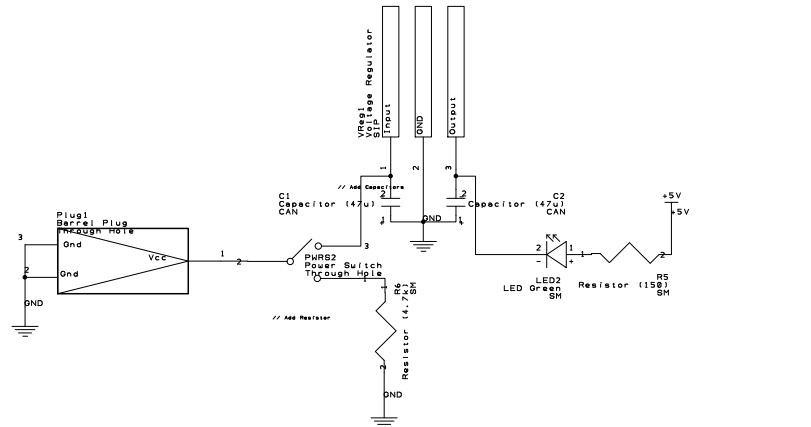 VReg1
Voltage Regulator
SIP
Input
GND
Output
1
2
3
// Add Capacitors
C1
Capacitor (47u)
CAN
2
1
GND
2
1
C2
Capacitor (47u)
CAN
+5V
+5V
Plug1
Barrel Plug
Through Hole
3
Gnd
Vcc
2
Gnd
GND
1
2
3
PWRS2
Power Switch
Through Hole
1
// Add Resistor
1
R6
Resistor (4.7k)
SM
2
GND
2
1
-
+
LED2
LED Green
SM
1
2
R5
Resistor (150)
SM